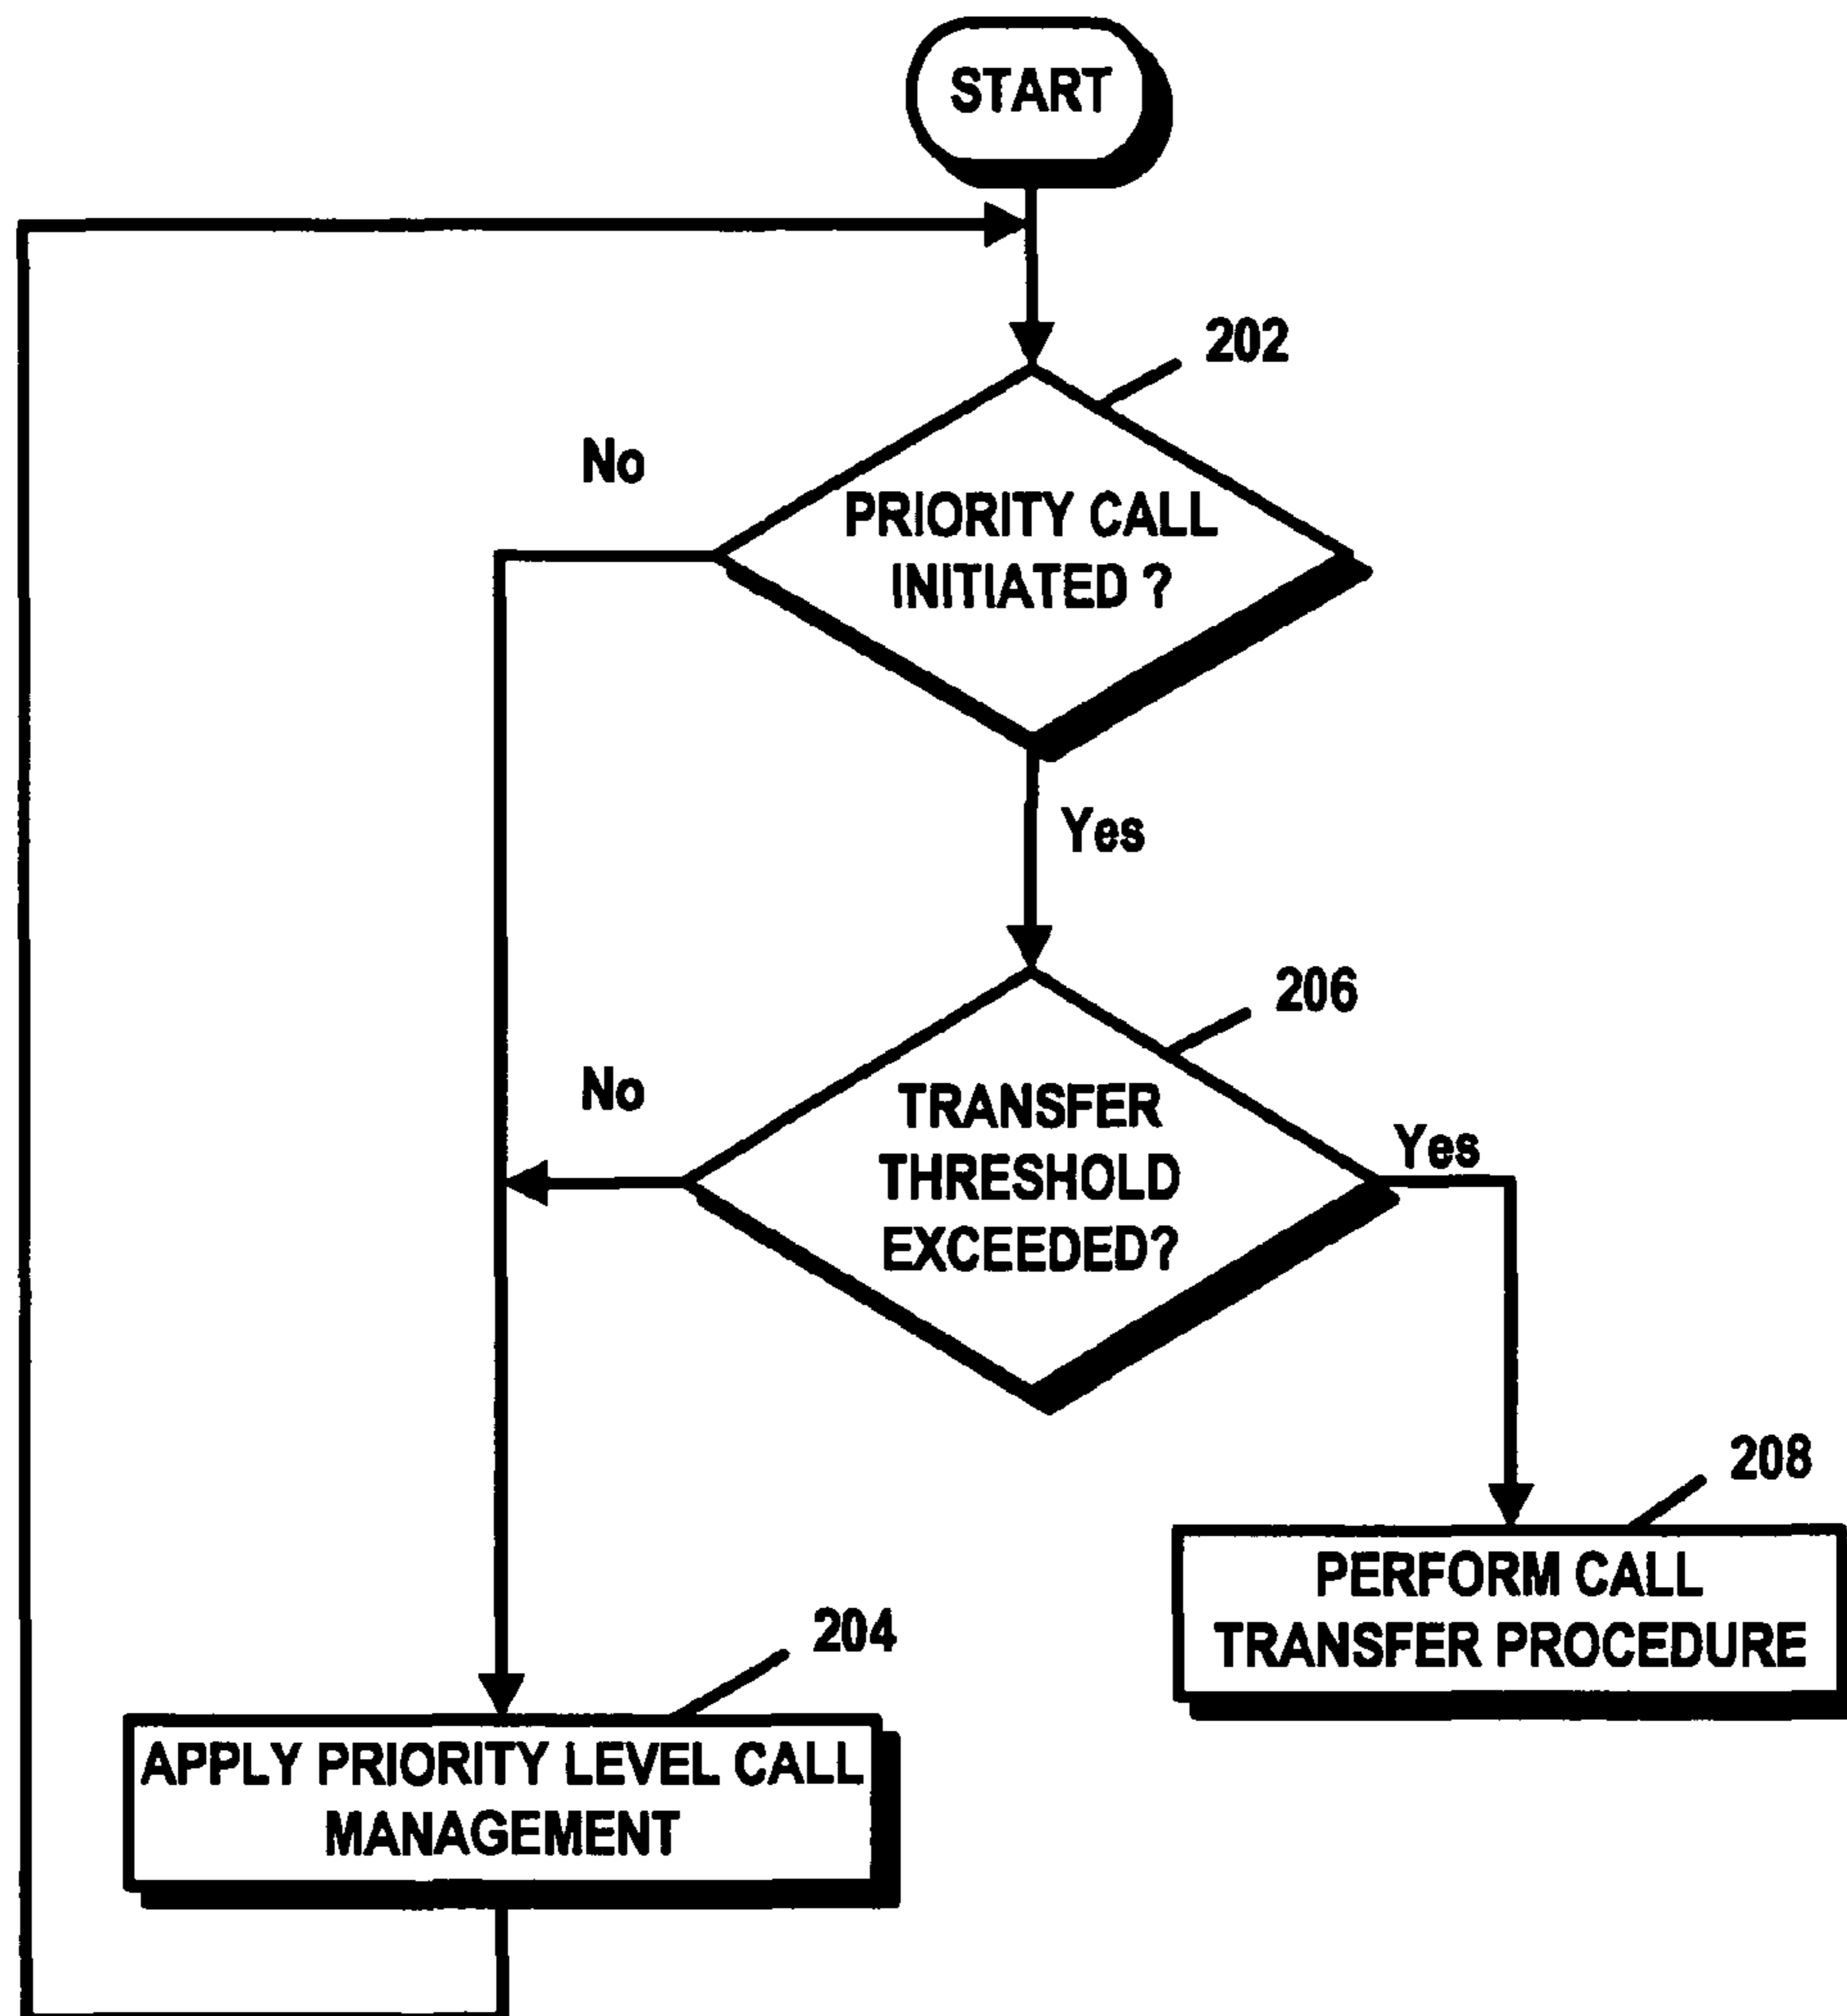 START
202
No
PRIORITY CALL
INITIATED ?
Yes
206
No
TRANSFER
THRESHOLD
EXCEEDED?
Yes
208
PERFORM CALL
TRANSFER PROCEDURE
204
APPLY PRIORITY LEVEL CALL
MANAGEMENT